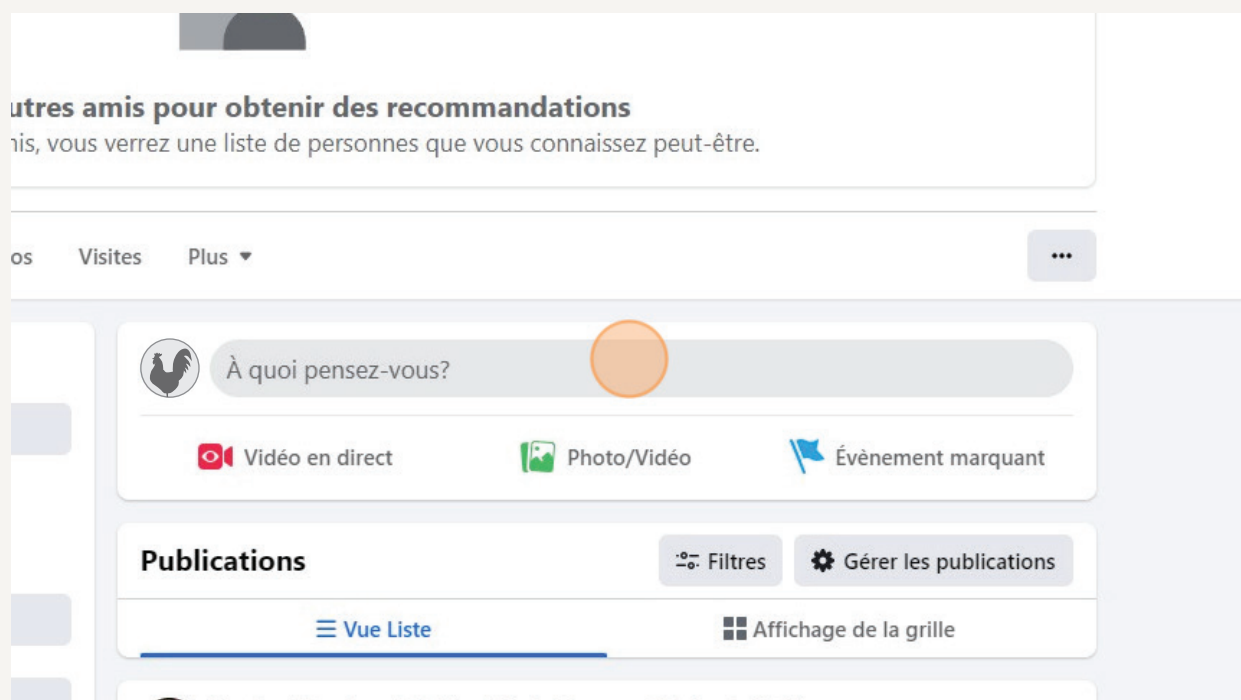 utres amis pour obtenir des recommandations
nis, vous verrez une liste de personnes que vous connaissez peut-être.
os Visites Plus
À quoi pensez-vous?
Vidéo en direct Photo/Vidéo Évènement marquant
Publications Filtres Gérer les publications
Vue Liste Affichage de la grille